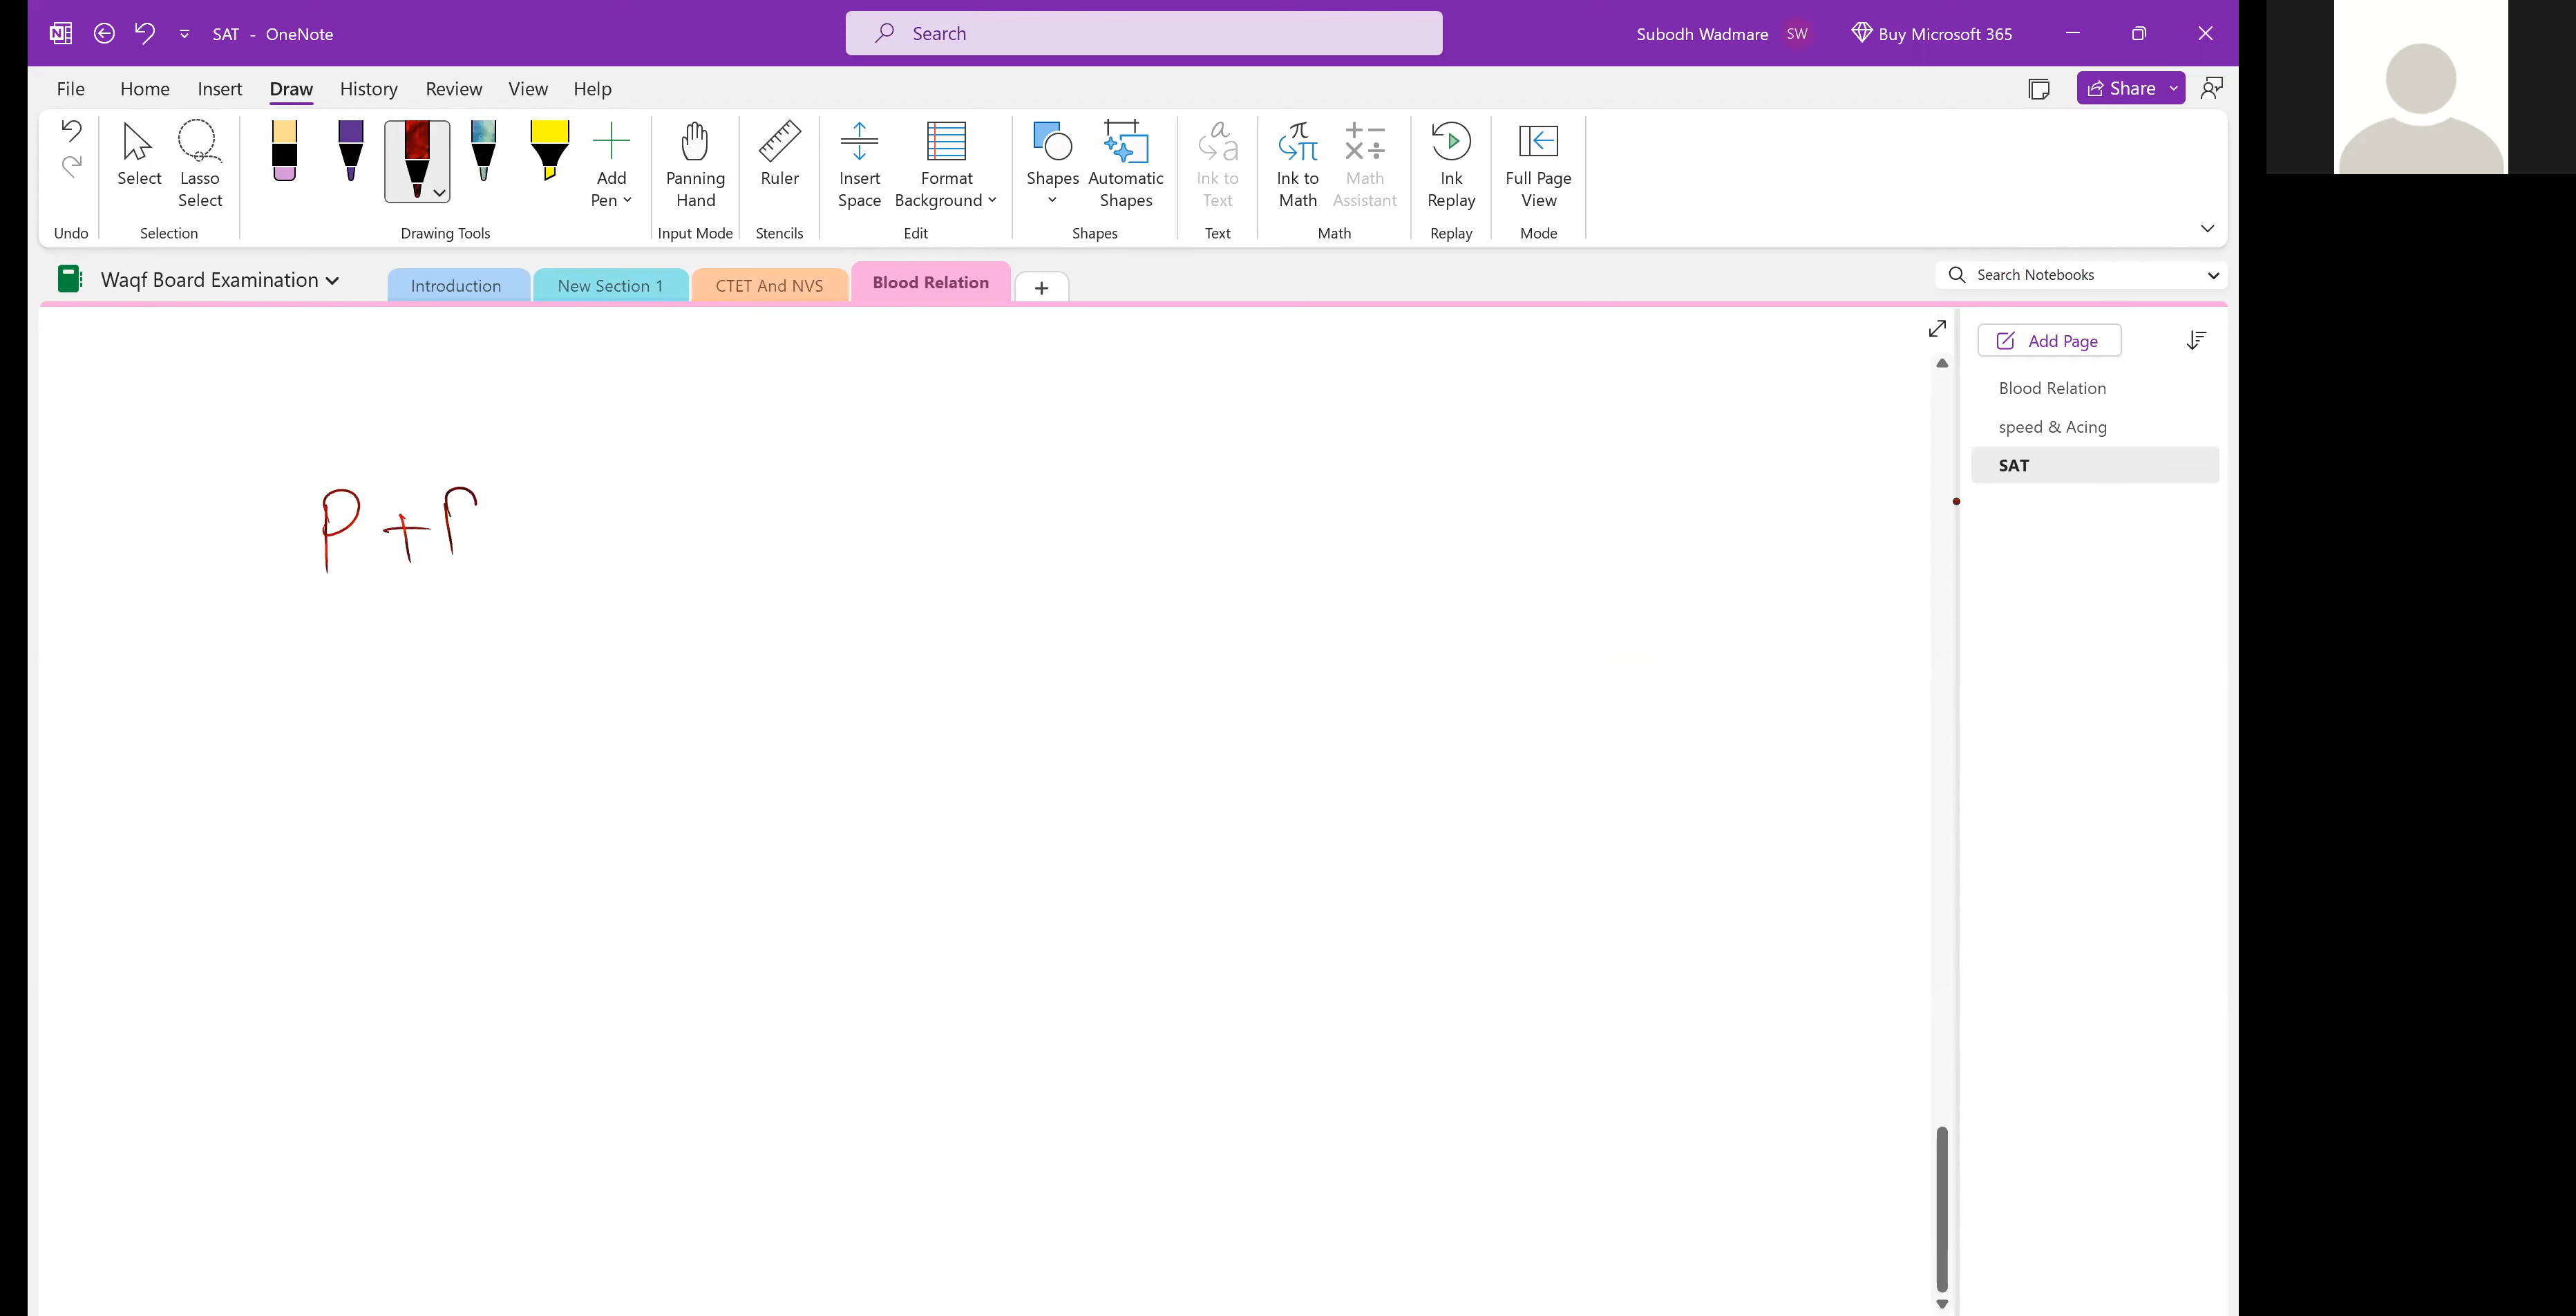 SAT - OneNote
Search
Subodh Wadmare SW
Buy Microsoft 365
File Home Insert Draw History Review View Help
Share
Select
Lasso Select
Add Pen
Panning Hand
Ruler
Insert Space
Format Background
Shapes
Automatic Shapes
Ink to Text
Ink to Math
Math Assistant
Ink Replay
Full Page View
Undo Selection Drawing Tools Input Mode Stencils Edit Shapes Text Math Replay Mode
Waqf Board Examination
Introduction New Section 1 CTET And NVS Blood Relation +
Search Notebooks
Add Page
Blood Relation
speed & Acing
SAT
P + r